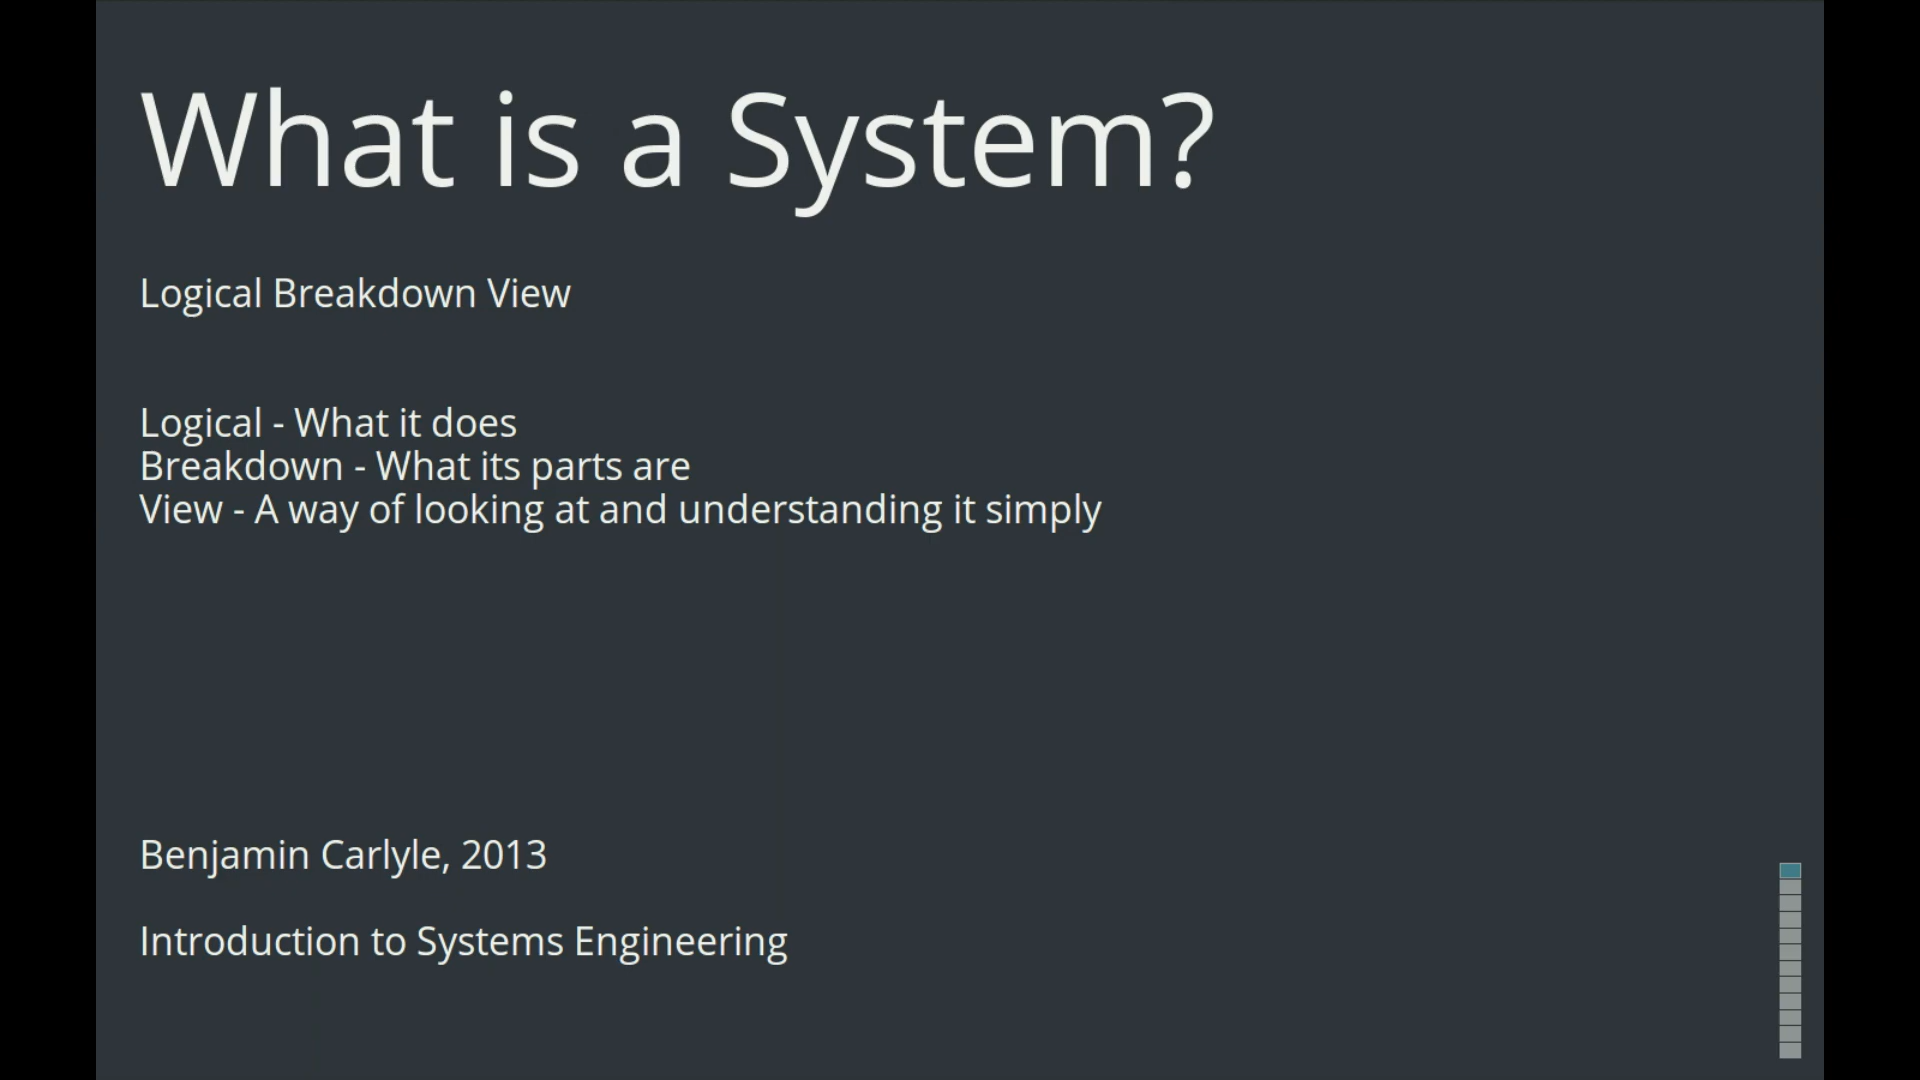 What is a System?
Logical Breakdown View
Logical - What it does
Breakdown - What its parts are
View - A way of looking at and understanding it simply
Benjamin Carlyle, 2013
Introduction to Systems Engineering